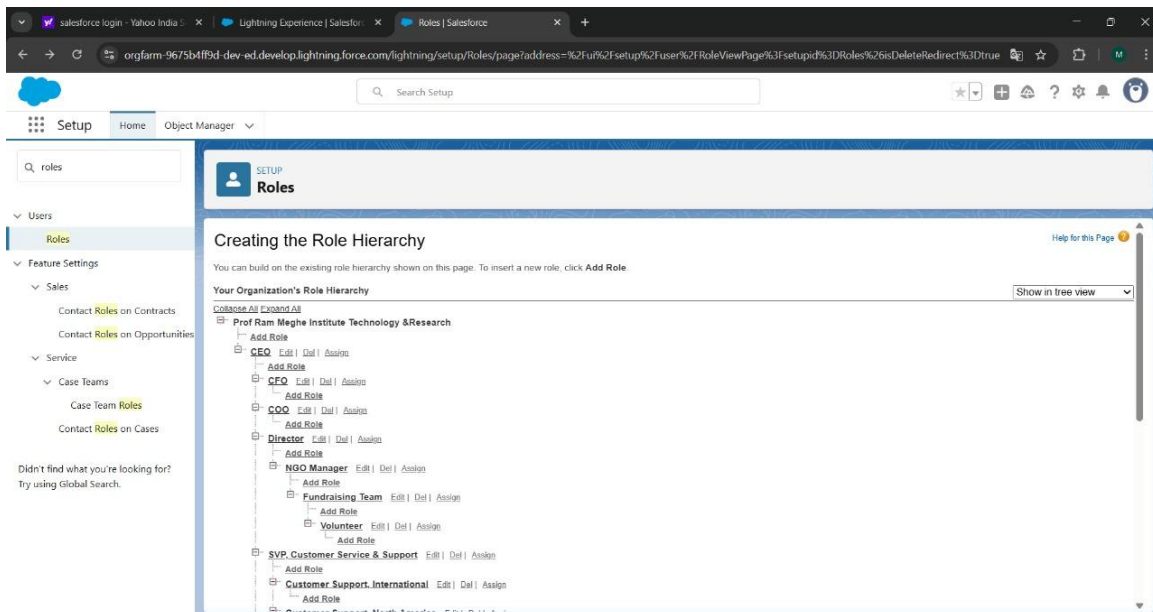 salesforce login - Yahoo India S
Lightning Experience | Salesforc
Roles | Salesforce
orgfarm-9675b4ff9d-dev-ed.develop.lightning.force.com/lightning/setup/Roles/page?address=%2Fui%2Fsetup%2Fuser%2FRoleViewPage%3Fsetupid%3DRoles%26isDeleteRedirect%3Dtrue
M
Search Setup
Setup Home Object Manager
roles
SETUP
Roles
Users
Roles
Feature Settings
Sales
Contact Roles on Contracts
Contact Roles on Opportunities
Service
Case Teams
Case Team Roles
Contact Roles on Cases
Didn't find what you're looking for?
Try using Global Search.
Creating the Role Hierarchy
Help for this Page
You can build on the existing role hierarchy shown on this page. To insert a new role, click Add Role.
Your Organization's Role Hierarchy
Show in tree view
Collapse All Expand All
Prof Ram Meghe Institute Technology &Research
Add Role
CEO Edit | Del | Assign
Add Role
CFO Edit | Del | Assign
Add Role
COO Edit | Del | Assign
Add Role
Director Edit | Del | Assign
Add Role
NGO Manager Edit | Del | Assign
Add Role
Fundraising Team Edit | Del | Assign
Add Role
Volunteer Edit | Del | Assign
Add Role
SVP, Customer Service & Support Edit | Del | Assign
Add Role
Customer Support, International Edit | Del | Assign
Add Role
Customer Support, North America Edit | Del | Assign